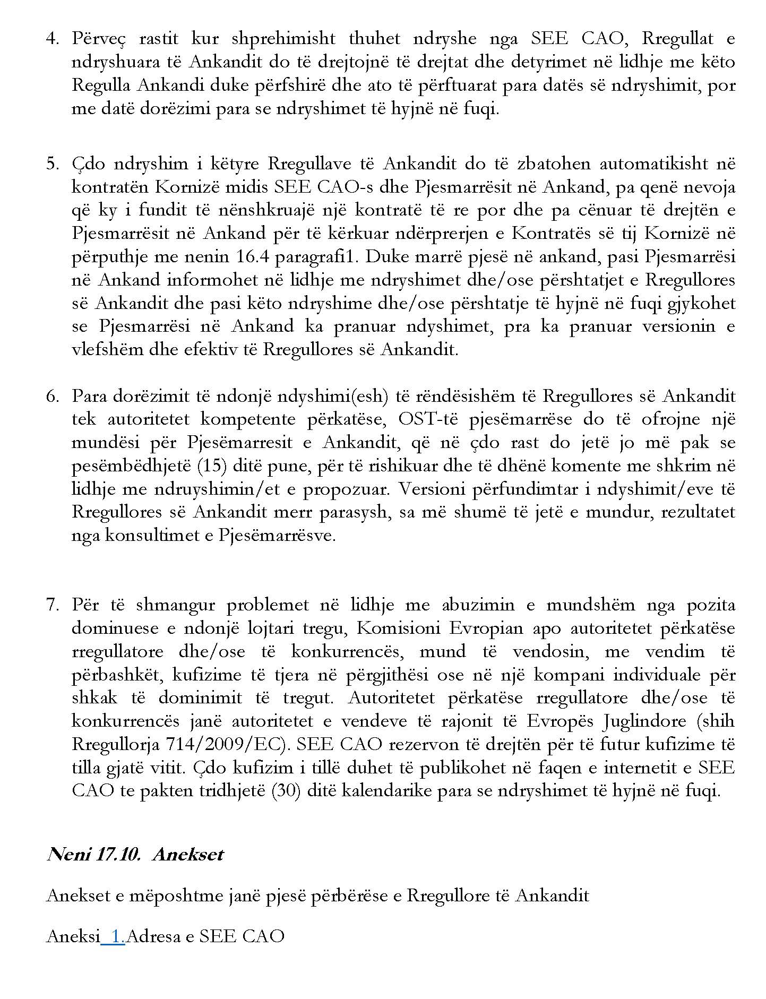 4. Përveç rastit kur shprehimisht thuhet ndryshe nga SEE CAO, Rregullat e
ndryshuara të Ankandit do të drejtojnë të drejtat dhe detyrimet në lidhje me këto
Regulla Ankandi duke përfshirë dhe ato të përftuarat para datës së ndryshimit, por
me datë dorëzimi para se ndryshimet të hyjnë në fuqi.
5. Çdo ndryshim i këtyre Rregullave të Ankandit do të zbatohen automatikisht në
kontratën Kornizë midis SEE CAO-s dhe Pjesmarrësit në Ankand, pa qenë nevoja
që ky i fundit të nënshkruajë një kontratë të re por dhe pa cënuar të drejtën e
Pjesmarrësit në Ankand për të kërkuar ndërprerjen e Kontratës së tij Kornizë në
përputhje me nenin 16.4 paragrafi1. Duke marrë pjesë në ankand, pasi Pjesmarrësi
në Ankand informohet në lidhje me ndryshimet dhe/ose përshtatjet e Rregullores
së Ankandit dhe pasi këto ndryshime dhe/ose përshtatje të hyjnë në fuqi gjykohet
se Pjesmarrësi në Ankand ka pranuar ndyshimet, pra ka pranuar versionin e
vlefshëm dhe efektiv të Rregullores së Ankandit.
6. Para dorëzimit të ndonjë ndyshimi(esh) të rëndësishëm të Rregullores së Ankandit
tek autoritetet kompetente përkatëse, OST-të pjesëmarrëse do të ofrojne një
mundësi për Pjesëmarresit e Ankandit, që në çdo rast do jetë jo më pak se
pesëmbëdhjetë (15) ditë pune, për të rishikuar dhe të dhënë komente me shkrim në
lidhje me ndruyshimin/et e propozuar. Versioni përfundimtar i ndyshimit/eve të
Rregullores së Ankandit merr parasysh, sa më shumë të jetë e mundur, rezultatet
nga konsultimet e Pjesëmarrësve.
7. Për të shmangur problemet në lidhje me abuzimin e mundshëm nga pozita
dominuese e ndonjë lojtari tregu, Komisioni Evropian apo autoritetet përkatëse
rregullatore dhe/ose të konkurrencës, mund të vendosin, me vendim të
përbashkët, kufizime të tjera në përgjithësi ose në një kompani individuale për
shkak të dominimit të tregut. Autoritetet përkatëse rregullatore dhe/ose të
konkurrencës janë autoritetet e vendeve të rajonit të Evropës Juglindore (shih
Rregullorja 714/2009/EC). SEE CAO rezervon të drejtën për të futur kufizime të
tilla gjatë vitit. Çdo kufizim i tillë duhet të publikohet në faqen e internetit e SEE
CAO te pakten tridhjetë (30) ditë kalendarike para se ndryshimet të hyjnë në fuqi.
Neni 17.10. Anekset
Anekset e mëposhtme janë pjesë përbërëse e Rregullore të Ankandit
Aneksi 1.Adresa e SEE CAO